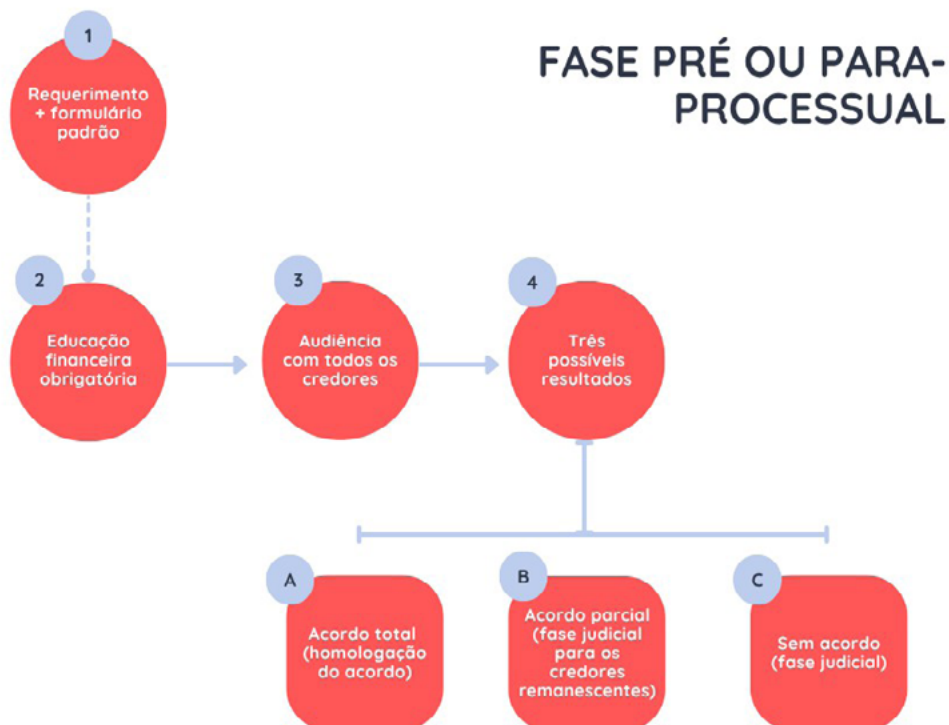 FASE PRÉ OU PARA-
PROCESSUAL
1
Requerimento
+ formulário
padrão
2
Educação
financeira
obrigatória
3
Audiência
com todos os
credores
4
Três
possíveis
resultados
A
Acordo total
(homologação
do acordo)
B
Acordo parcial
(fase judicial
para os
credores
remanescentes)
C
Sem acordo
(fase judicial)